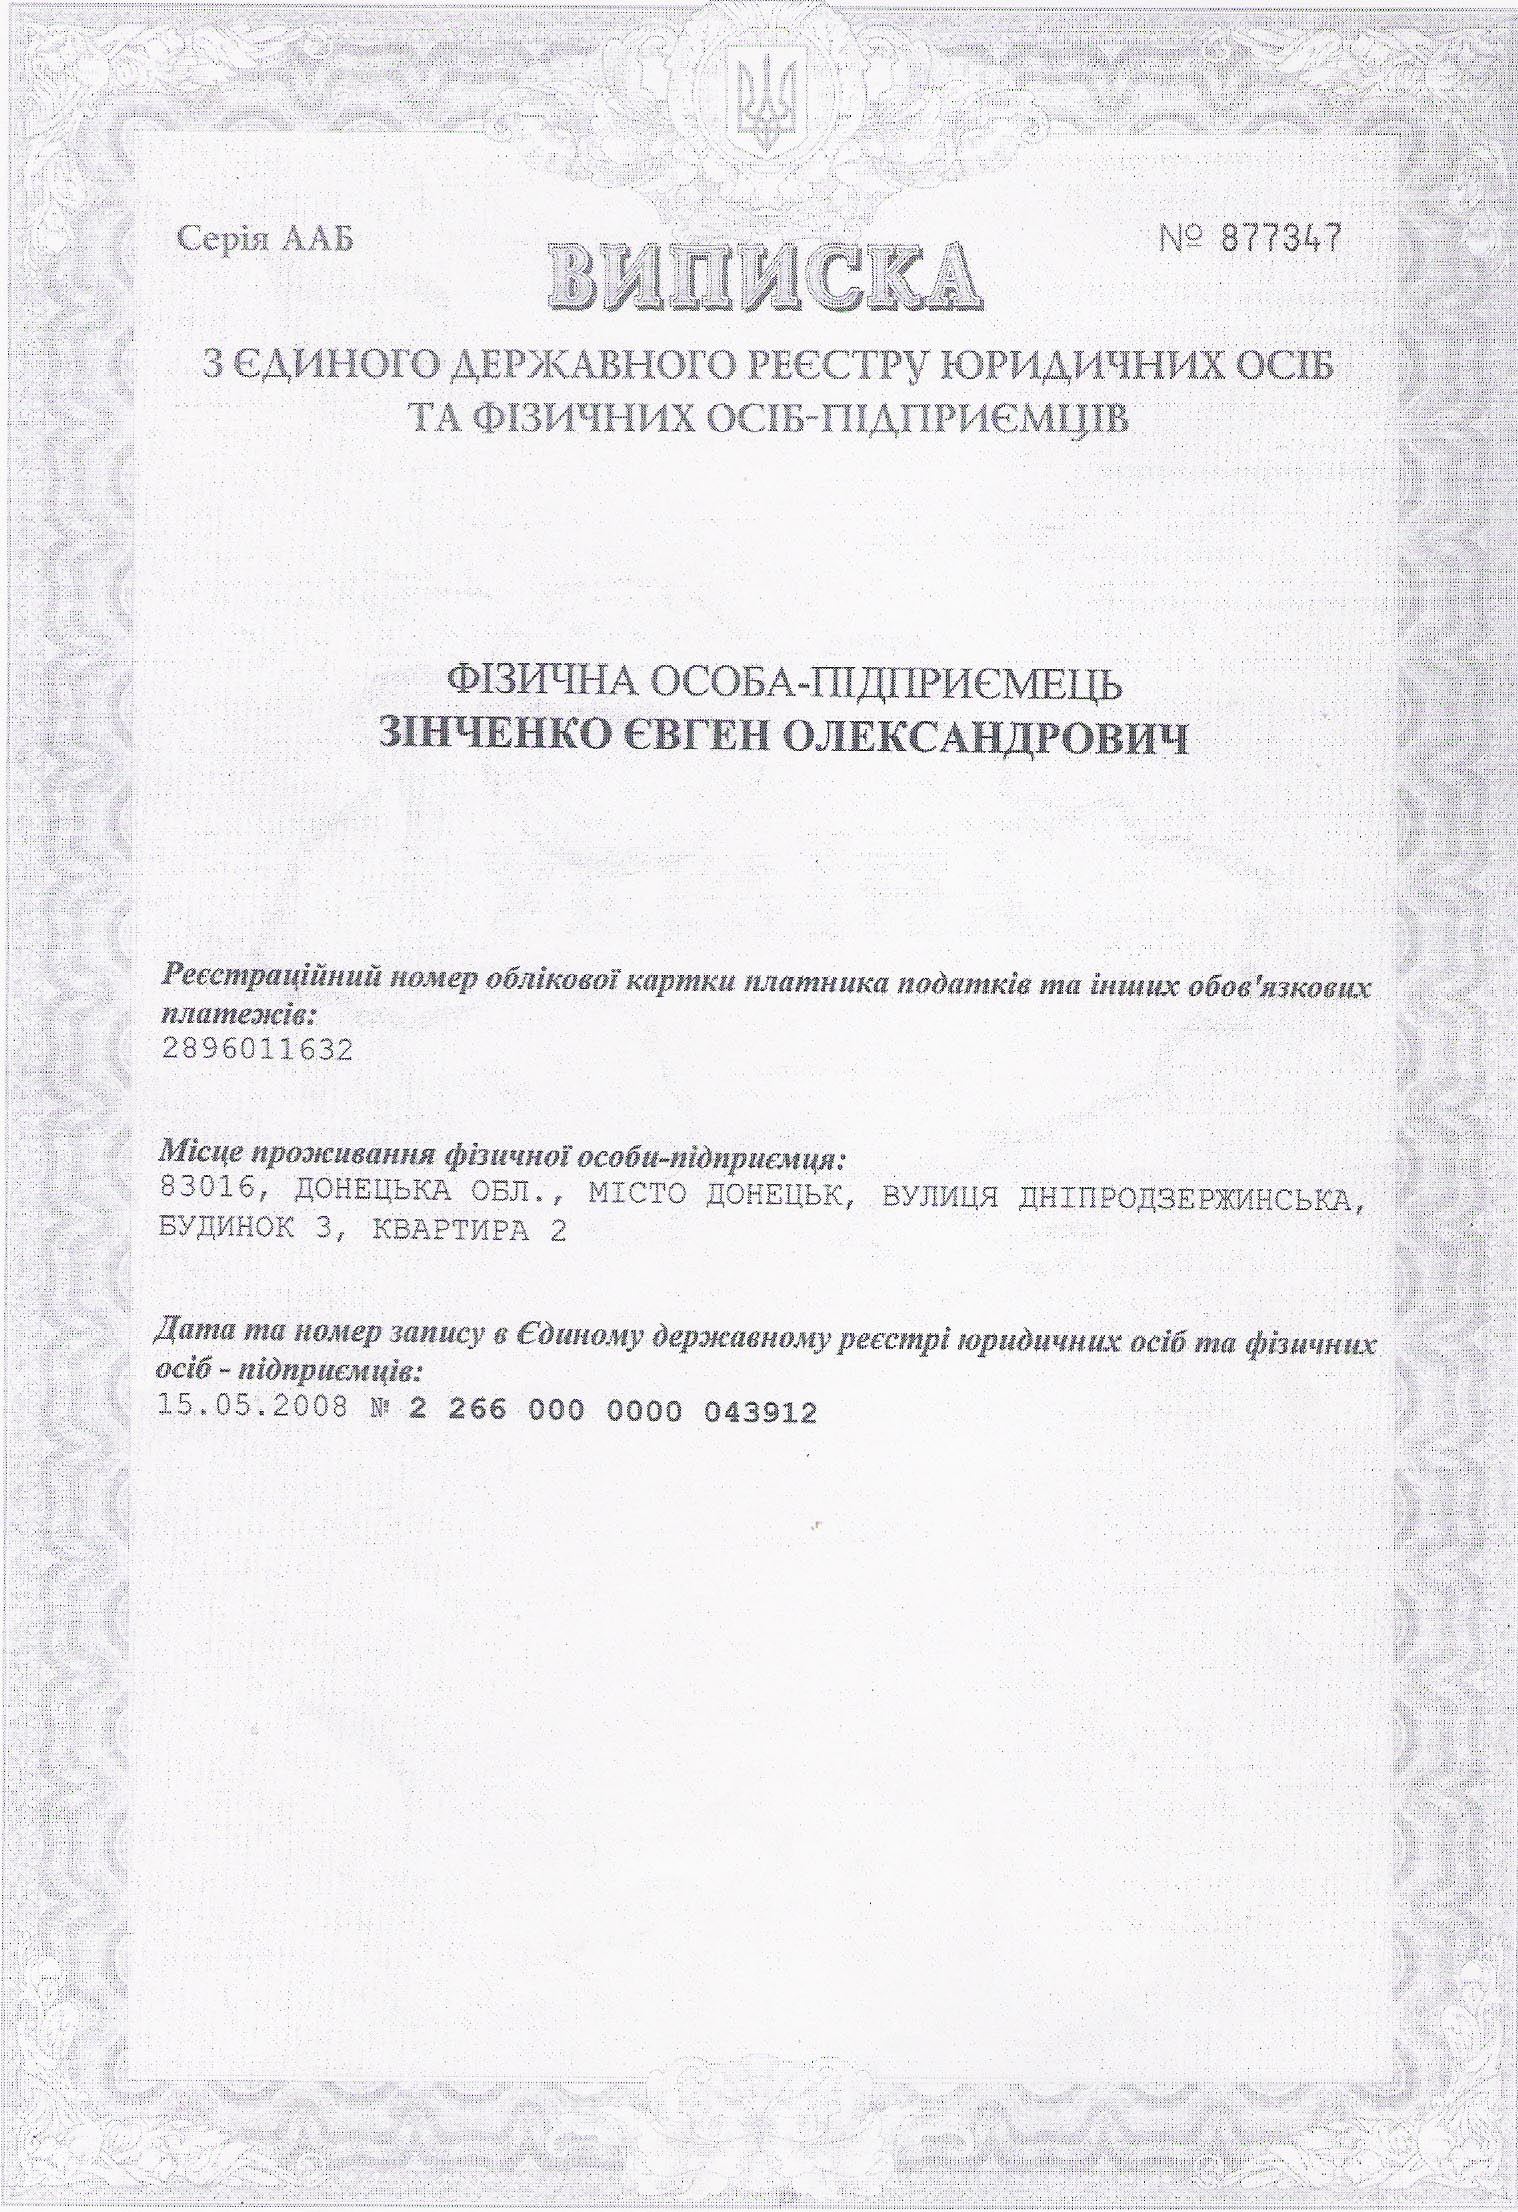 Серія ААБ
№ 877347
ВИПИСКА
З ЄДИНОГО ДЕРЖАВНОГО РЕЄСТРУ ЮРИДИЧНИХ ОСІБ
ТА ФІЗИЧНИХ ОСІБ-ПІДПРИЄМЦІВ
ФІЗИЧНА ОСОБА-ПІДПРИЄМЕЦЬ
ЗІНЧЕНКО ЄВГЕН ОЛЕКСАНДРОВИЧ
Реєстраційний номер облікової картки платника податків та інших обов'язкових
платежів:
2896011632
Місце проживання фізичної особи-підприємця:
83016, ДОНЕЦЬКА ОБЛ., МІСТО ДОНЕЦЬК, ВУЛИЦЯ ДНІПРОДЗЕРЖИНСЬКА,
БУДИНОК 3, КВАРТИРА 2
Дата та номер запису в Єдиному державному реєстрі юридичних осіб та фізичних
осіб - підприємців:
15.05.2008 № 2 266 000 0000 043912